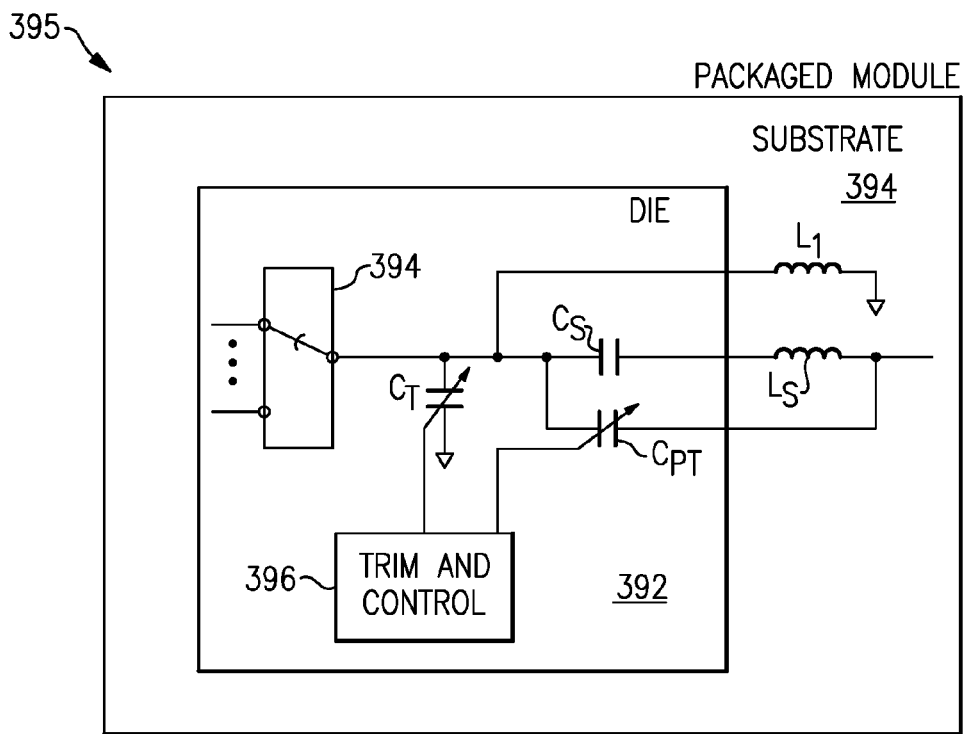 395
PACKAGED MODULE
SUBSTRATE
394
DIE
394
L1
CS
LS
CT
CPT
TRIM AND
CONTROL
396
392